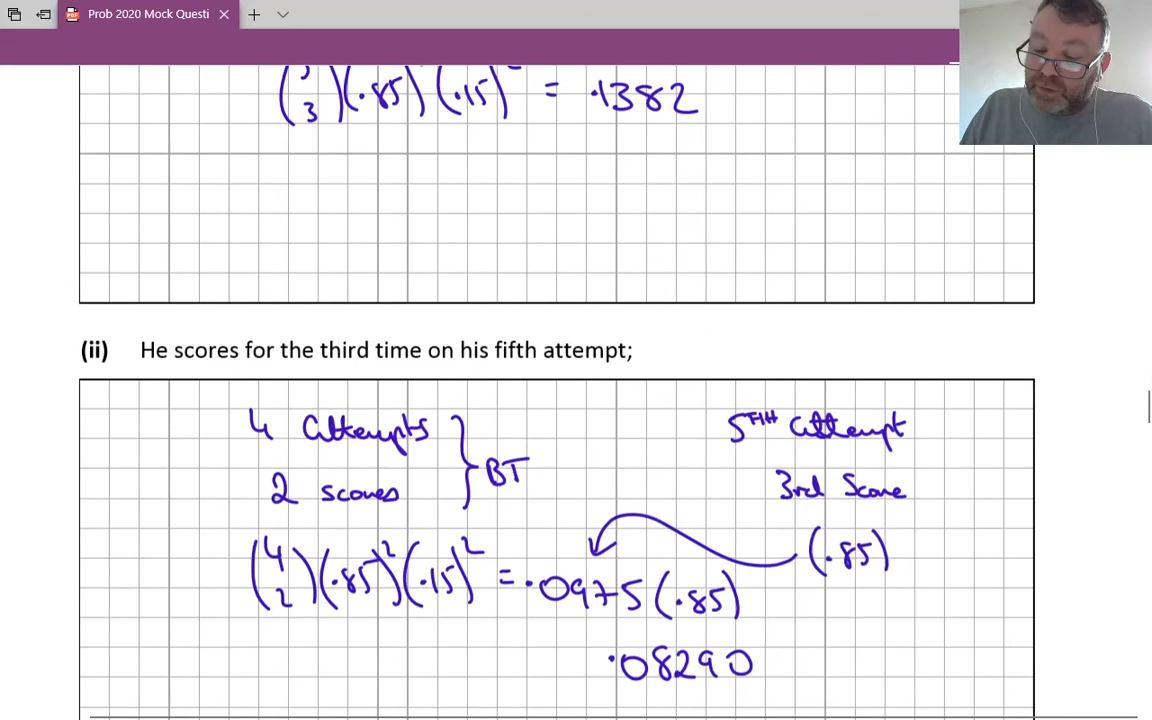 Prob 2020 Mock Questi
3 (.85) (.15) = .1382
(ii) He scores for the third time on his fifth attempt;
4 attempts
2 scores
} BT
5TH attempt
3rd Score
(.85)
(4 2)(.85)²(.15)² = .0975(.85)
.08290